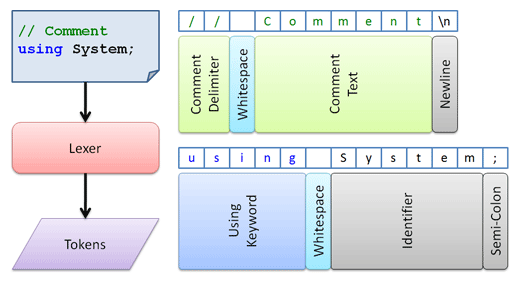 // Comment
using System;
Lexer
Tokens
/ / C o m m e n t \n
Comment
Delimiter
Whitespace
Comment
Text
Newline
u s i n g S y s t e m ;
Using
Keyword
Whitespace
Identifier
Semi-Colon